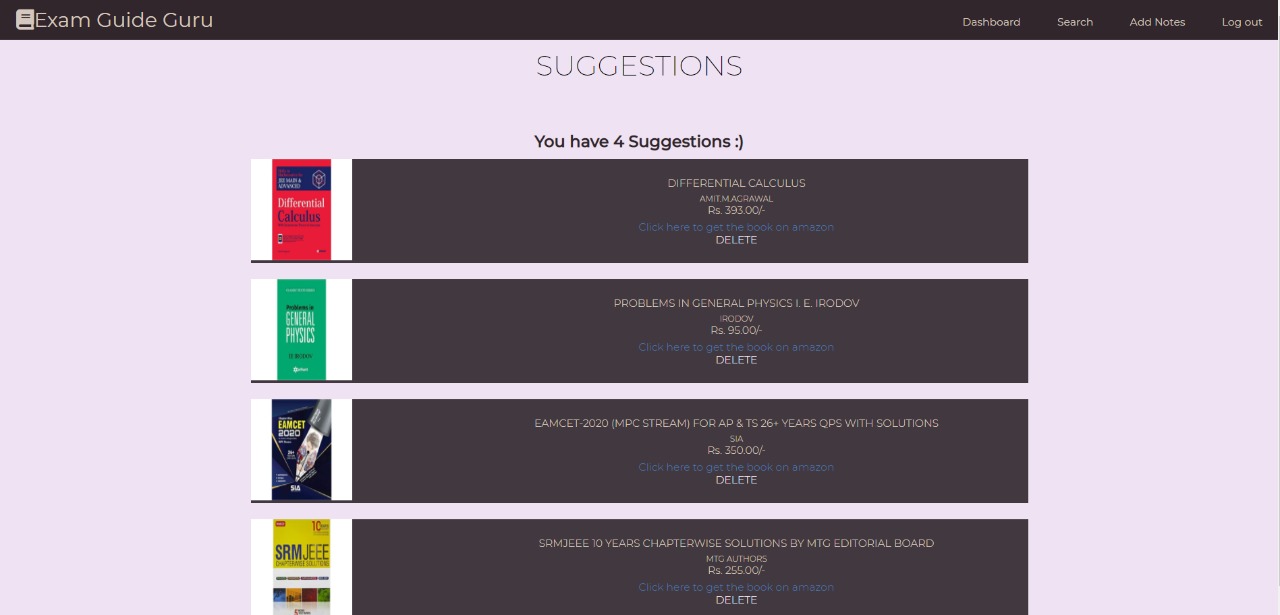 Exam Guide Guru
Dashboard Search Add Notes Log out
SUGGESTIONS
You have 4 Suggestions :)
JEE MAIN &
ADVANCED
Differential
Calculus
DIFFERENTIAL CALCULUS
AMIT.M.AGRAWAL
Rs. 393.00/-
Click here to get the book on amazon
DELETE
Problems in
GENERAL
PHYSICS
I.E. IRODOV
PROBLEMS IN GENERAL PHYSICS I. E. IRODOV
IRODOV
Rs. 95.00/-
Click here to get the book on amazon
DELETE
EAMCET
2020
SIA
EAMCET-2020 (MPC STREAM) FOR AP & TS 26+ YEARS QPS WITH SOLUTIONS
SIA
Rs. 350.00/-
Click here to get the book on amazon
DELETE
10
SRMJEEE
CHAPTERWISE SOLUTIONS
SRMJEEE 10 YEARS CHAPTERWISE SOLUTIONS BY MTG EDITORIAL BOARD
MTG AUTHORS
Rs. 255.00/-
Click here to get the book on amazon
DELETE